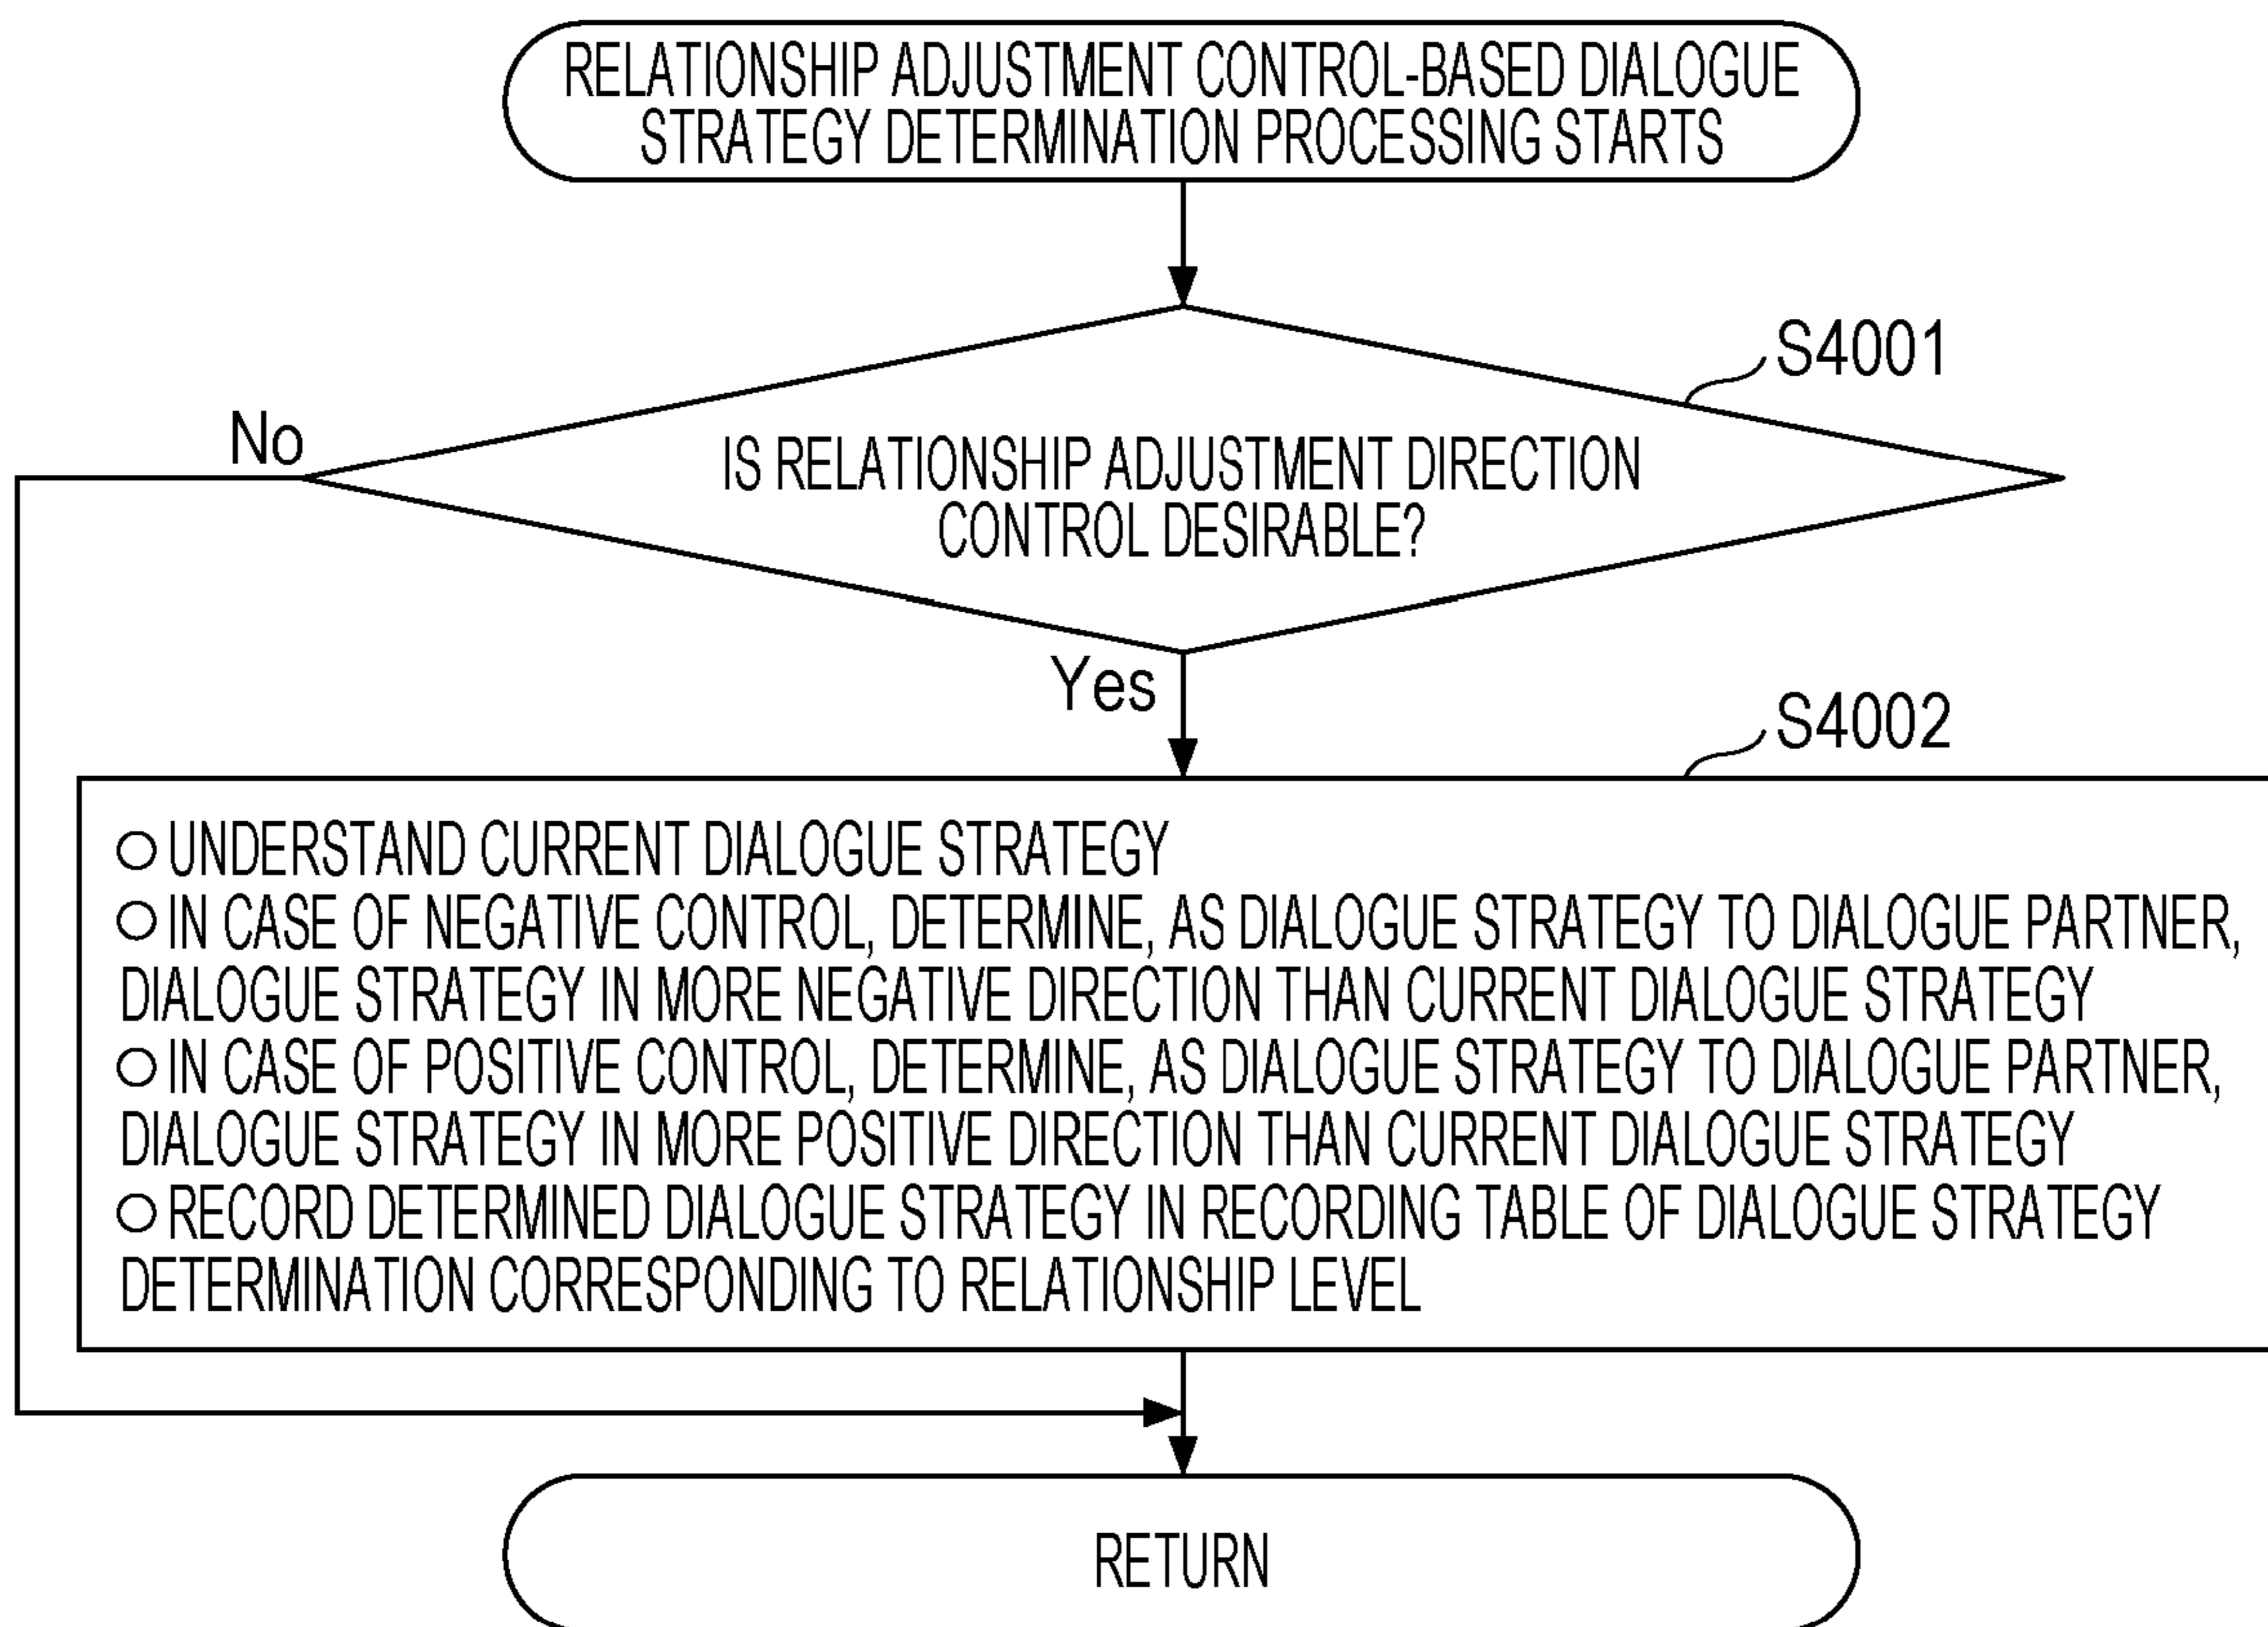 RELATIONSHIP ADJUSTMENT CONTROL-BASED DIALOGUE
STRATEGY DETERMINATION PROCESSING STARTS
S4001
No
IS RELATIONSHIP ADJUSTMENT DIRECTION
CONTROL DESIRABLE?
Yes
S4002
○ UNDERSTAND CURRENT DIALOGUE STRATEGY
○ IN CASE OF NEGATIVE CONTROL, DETERMINE, AS DIALOGUE STRATEGY TO DIALOGUE PARTNER,
DIALOGUE STRATEGY IN MORE NEGATIVE DIRECTION THAN CURRENT DIALOGUE STRATEGY
○ IN CASE OF POSITIVE CONTROL, DETERMINE, AS DIALOGUE STRATEGY TO DIALOGUE PARTNER,
DIALOGUE STRATEGY IN MORE POSITIVE DIRECTION THAN CURRENT DIALOGUE STRATEGY
○ RECORD DETERMINED DIALOGUE STRATEGY IN RECORDING TABLE OF DIALOGUE STRATEGY
DETERMINATION CORRESPONDING TO RELATIONSHIP LEVEL
RETURN